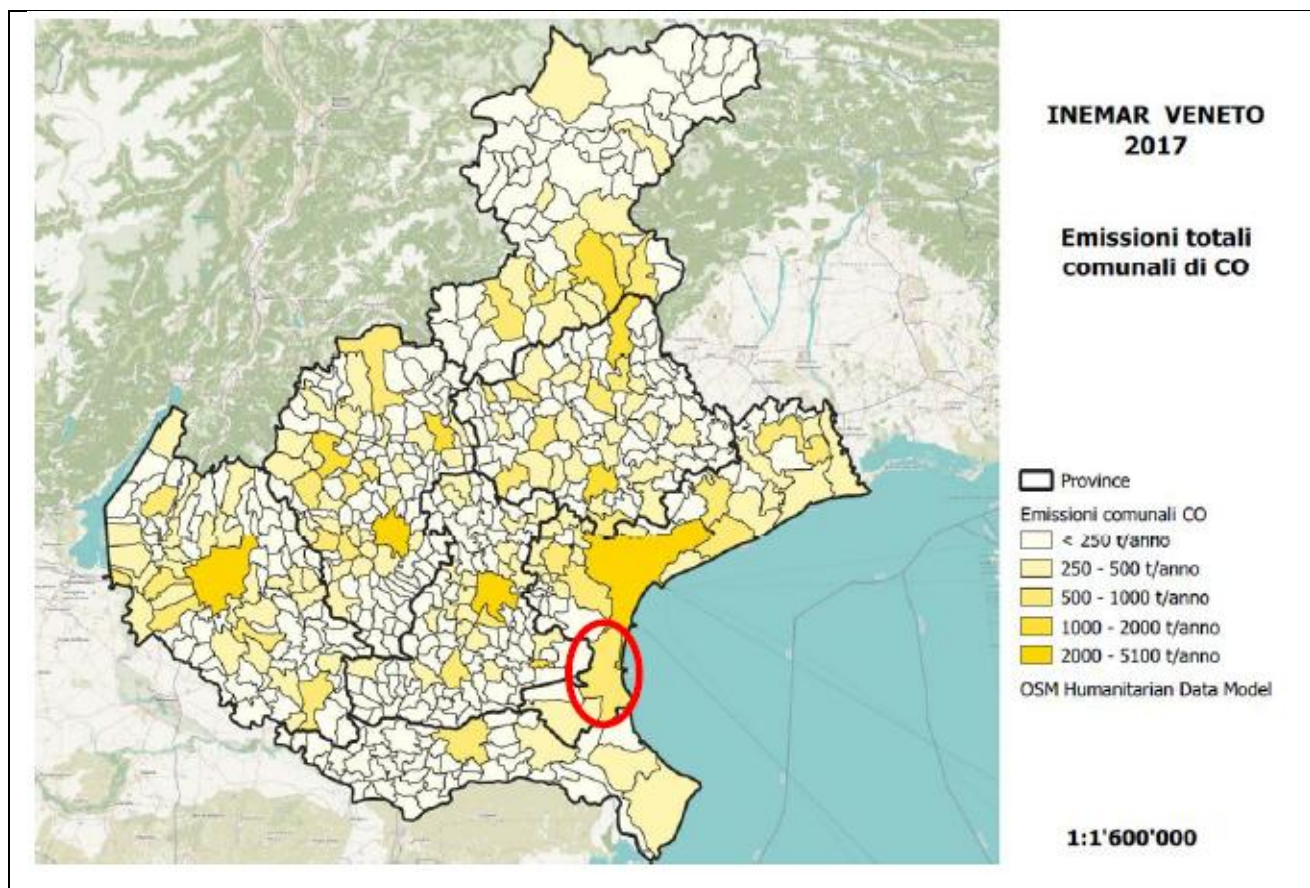 INEMAR VENETO
2017
Emissioni totali
comunali di CO
Province
Emissioni comunali CO
< 250 t/anno
250 - 500 t/anno
500 - 1000 t/anno
1000 - 2000 t/anno
2000 - 5100 t/anno
OSM Humanitarian Data Model
1:1'600'000